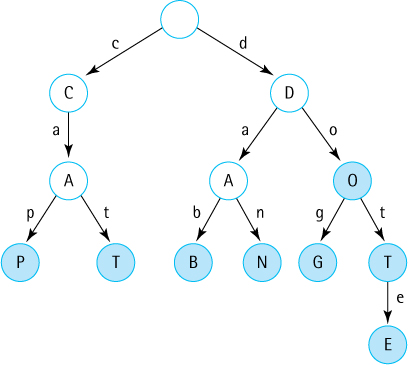 c d
C D
a a o
A A O
p t b n g t
P T B N G T
e
E